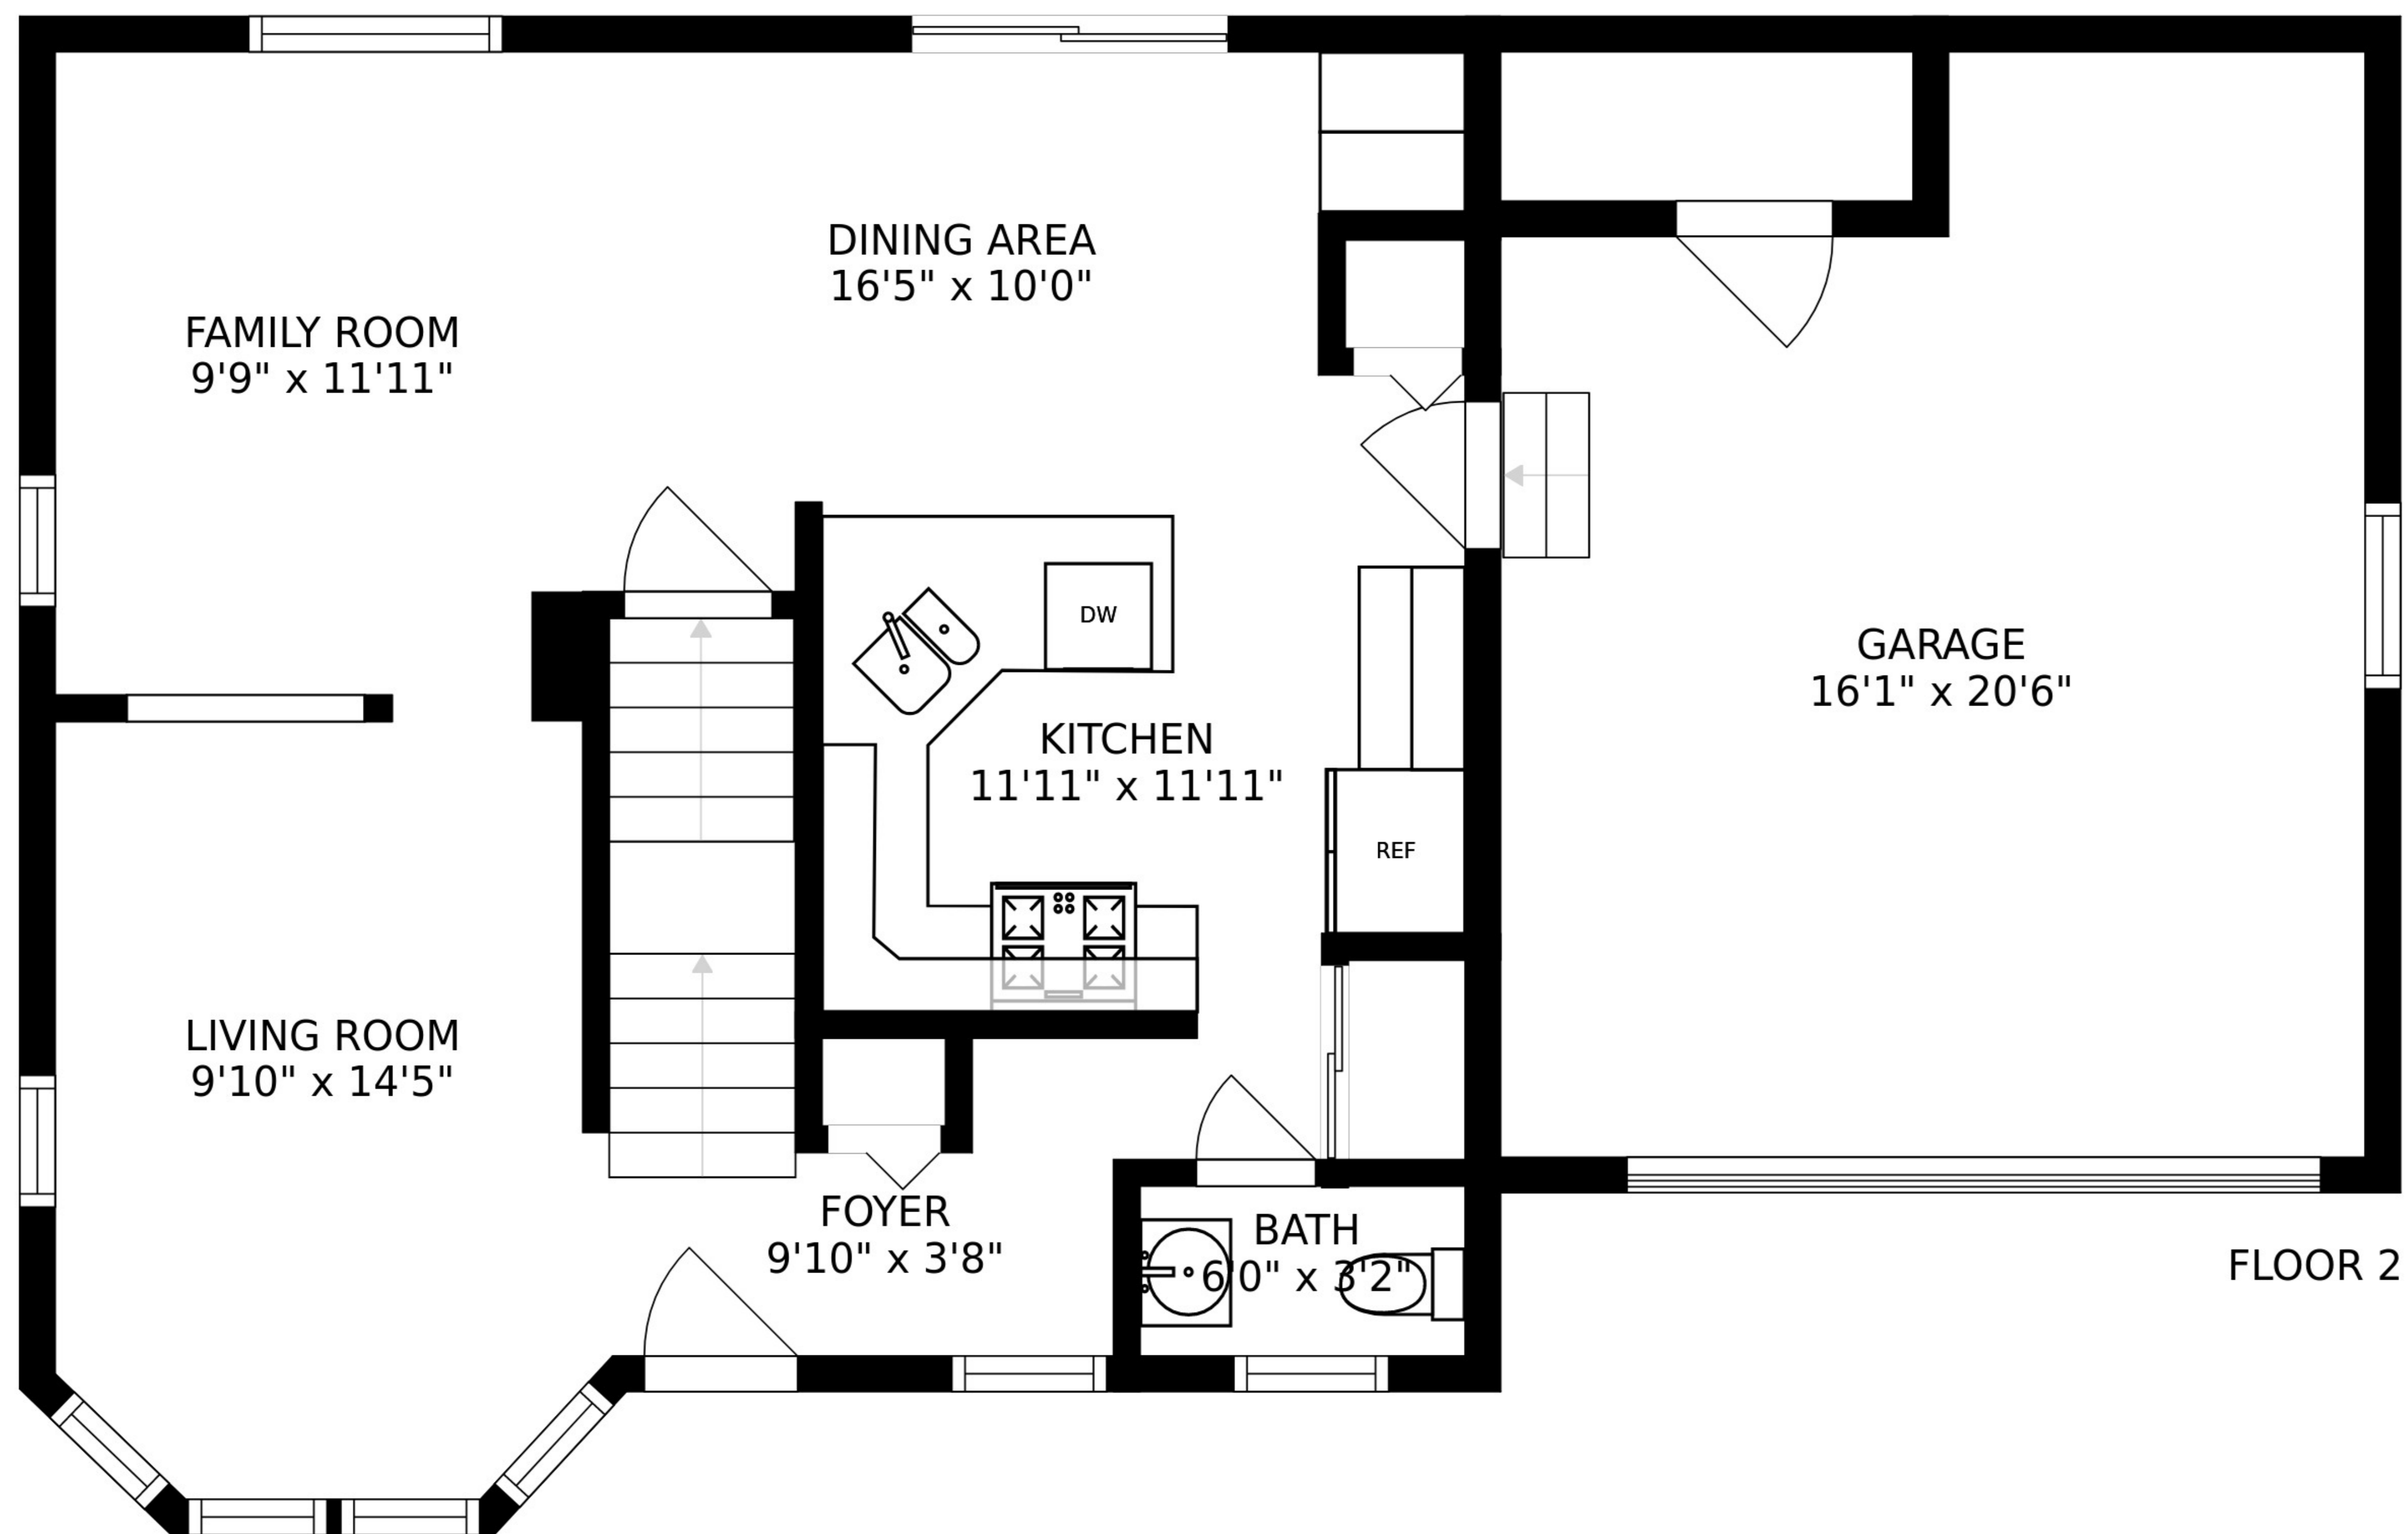 DINING AREA
16'5" x 10'0"
FAMILY ROOM
9'9" x 11'11"
DW
GARAGE
16'1" x 20'6"
KITCHEN
11'11" x 11'11"
REF
LIVING ROOM
9'10" x 14'5"
FOYER
9'10" x 3'8"
BATH
6'0" x 3'2"
FLOOR 2